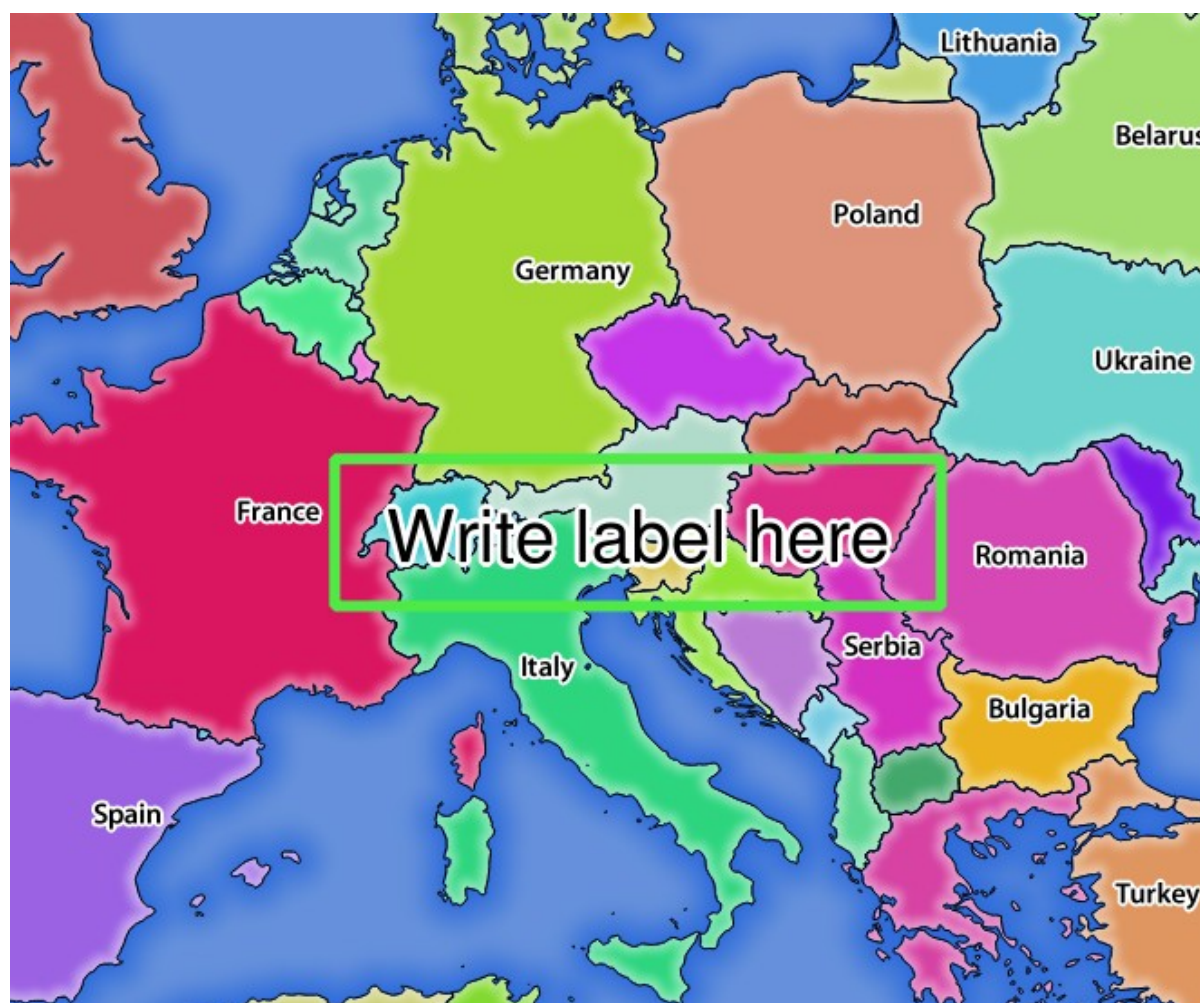 Lithuania
Belarus
Poland
Germany
Ukraine
France
Write label here
Romania
Serbia
Italy
Bulgaria
Spain
Turkey